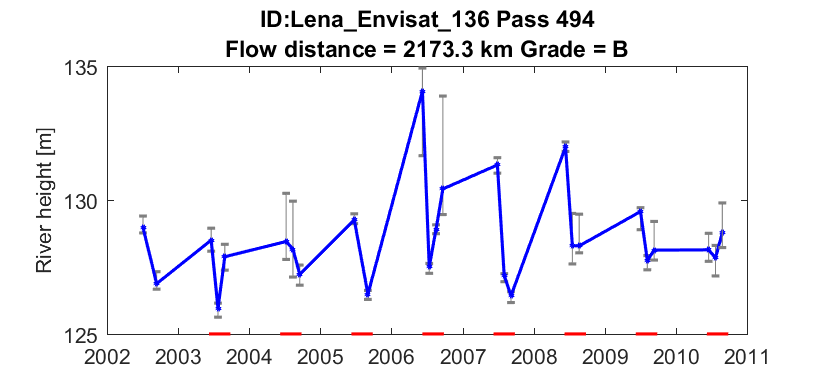 ID:Lena_Envisat_136 Pass 494
Flow distance = 2173.3 km Grade = B
135
130
125
River height [m]
2002 2003 2004 2005 2006 2007 2008 2009 2010 2011